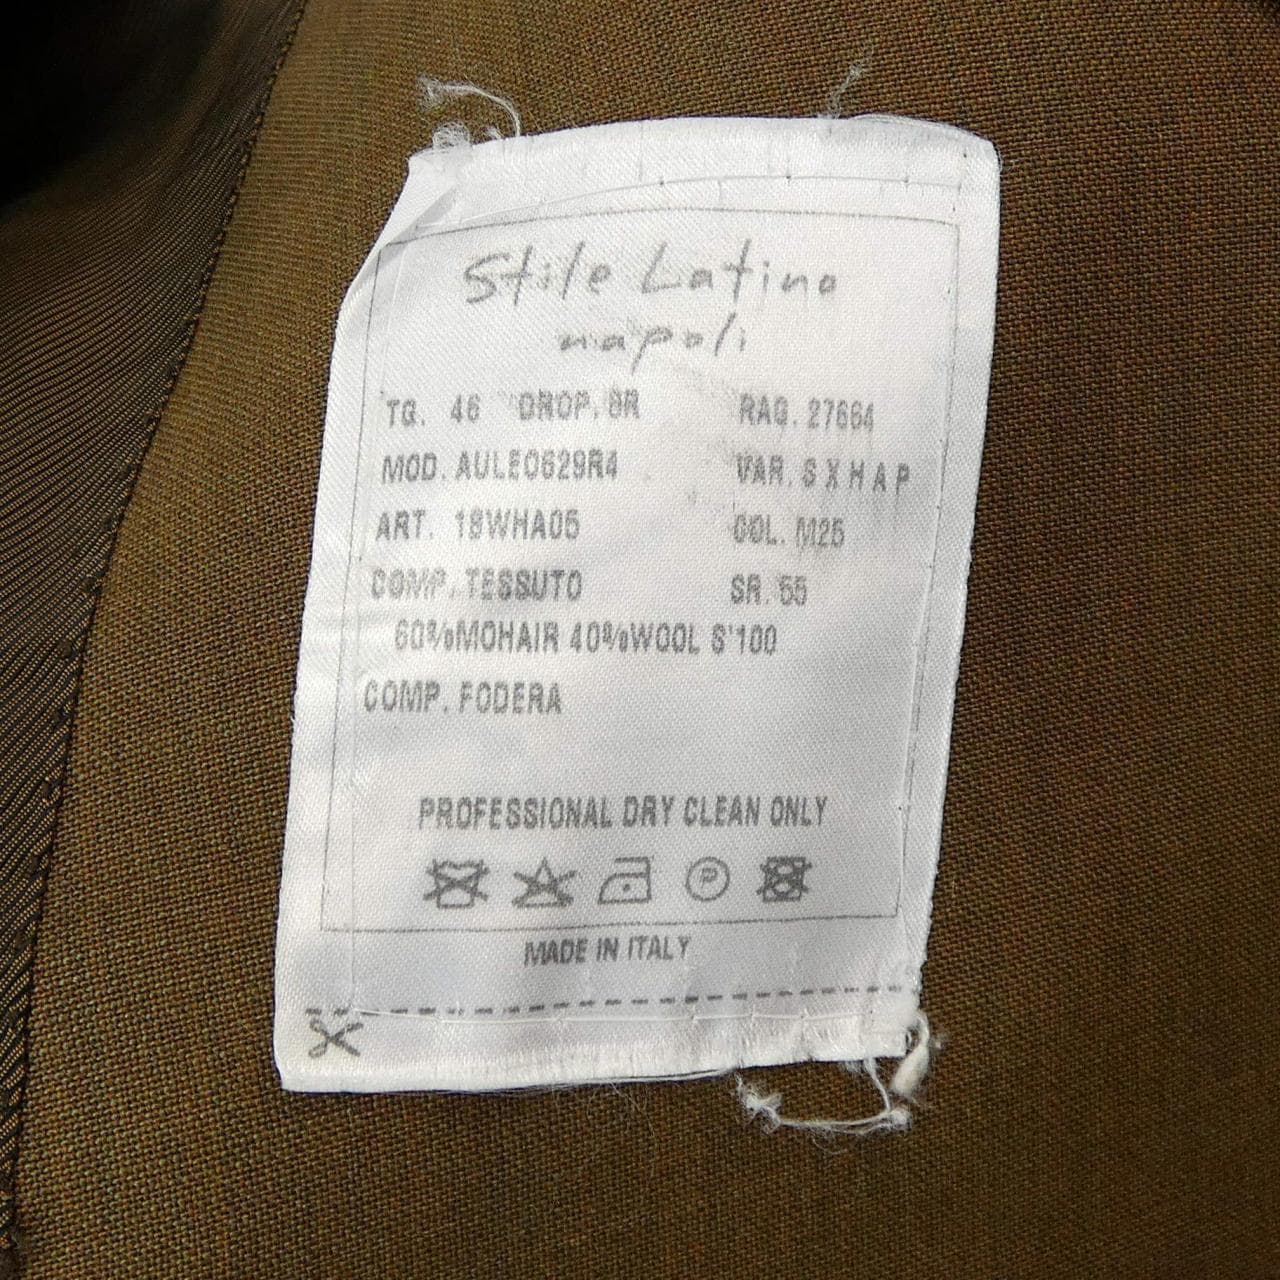 Stile Latino
napoli
TG. 46 DROP. 8R RAG. 27664
MOD. AULE0629R4 VAR. S X H A P
ART. 18WHA05 COL. M25
COMP. TESSUTO SR. 55
60%MOHAIR 40%WOOL S'100
COMP. FODERA
PROFESSIONAL DRY CLEAN ONLY
P
MADE IN ITALY